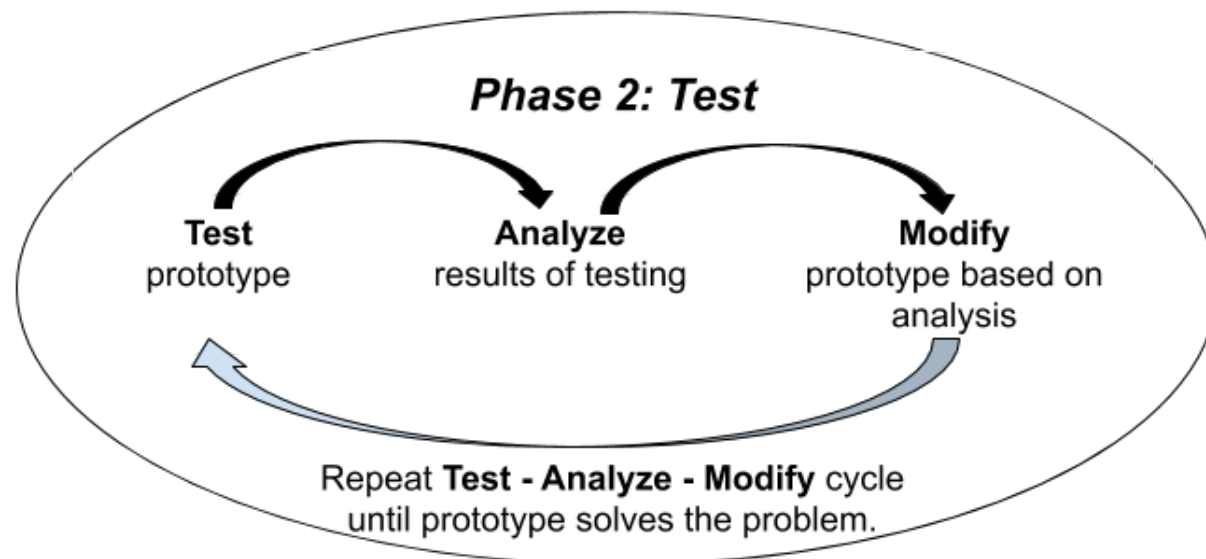 Phase 2: Test
Test
prototype
Analyze
results of testing
Modify
prototype based on
analysis
Repeat Test - Analyze - Modify cycle
until prototype solves the problem.